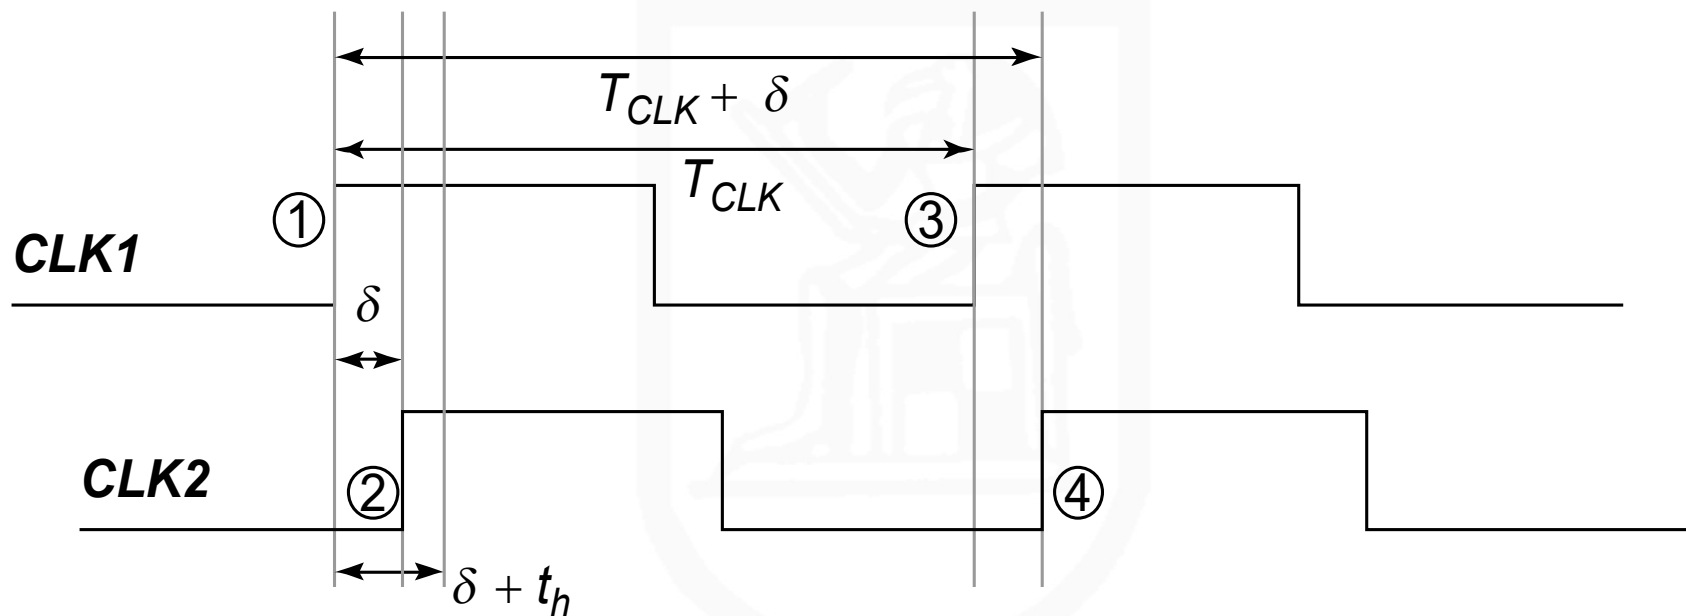 T_CLK + δ
T_CLK
①
③
CLK1
δ
CLK2
②
④
δ + t_h